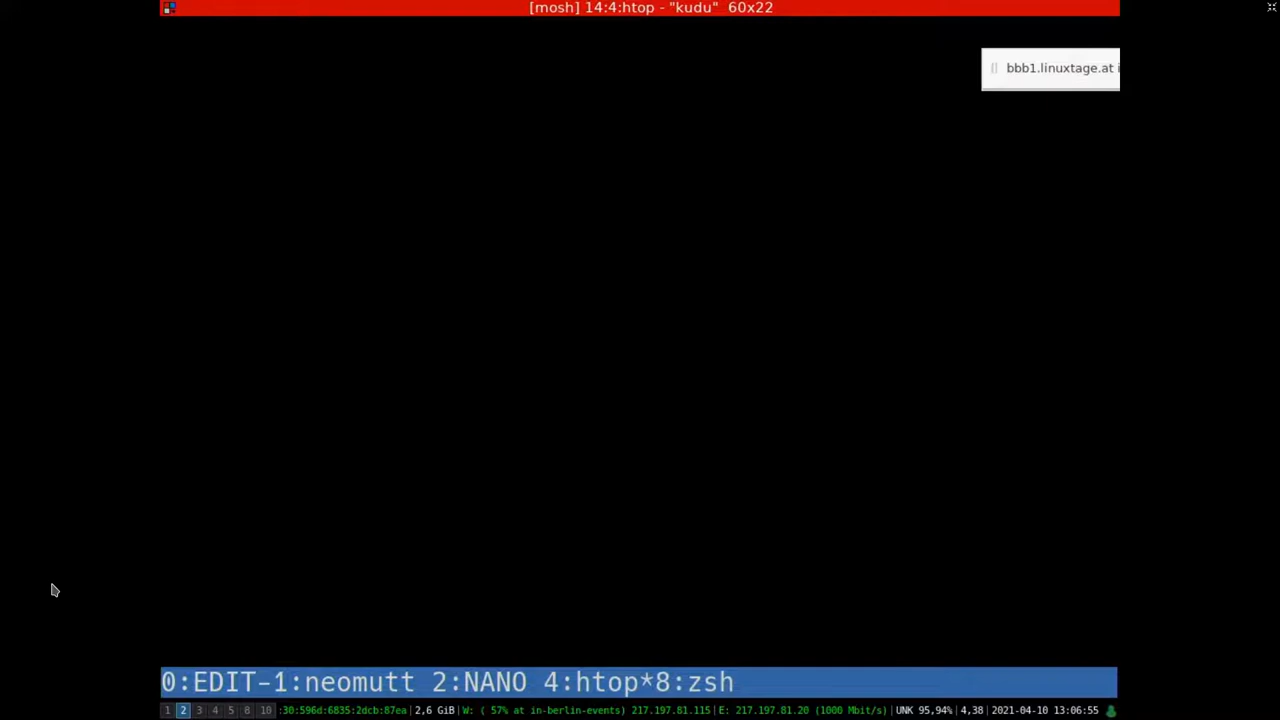 [mosh] 14:4:htop - "kudu" 60x22
bbb1.linuxtage.at i
0:EDIT-1:neomutt 2:NANO 4:htop*8:zsh
1 2 3 4 5 8 10 :30:596d:6835:2dcb:87ea|2,6 GiB|W: ( 57% at in-berlin-events) 217.197.81.115|E: 217.197.81.20 (1000 Mbit/s)|UNK 95,94%|4,38|2021-04-10 13:06:55